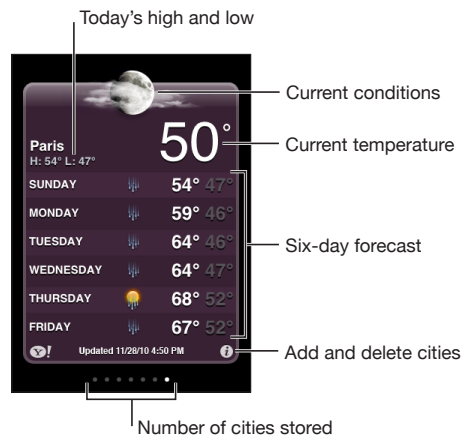 Today's high and low
Current conditions
50°
Current temperature
Paris
H: 54° L: 47°
SUNDAY 54° 47°
MONDAY 59° 46°
TUESDAY 64° 46°
Six-day forecast
WEDNESDAY 64° 47°
THURSDAY 68° 52°
FRIDAY 67° 52°
Y! Updated 11/28/10 4:50 PM i
Add and delete cities
Number of cities stored